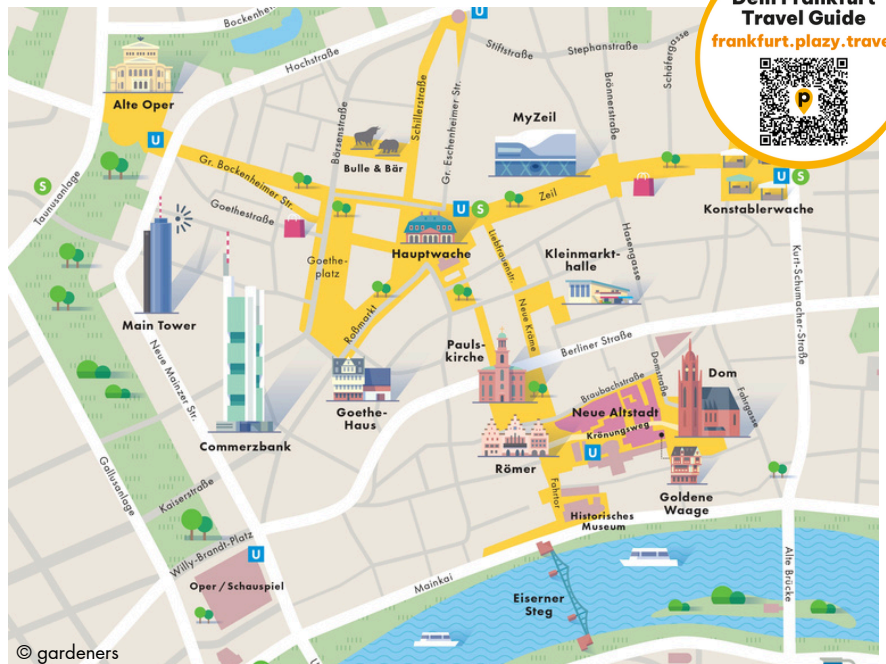 Dein Frankfurt
Travel Guide
frankfurt.plazy.trave
Bockenhei
U
Hochstraße
Stiftstraße
Stephanstraße
Schäfergasse
Brönnerstraße
Alte Oper
U
Schillerstraße
Gr. Eschenheimer Str.
Börsenstraße
Bulle & Bär
MyZeil
S
Taunusanlage
Gr. Bockenheimer Str.
Goethestraße
Zeil
U S
U S
Konstablerwache
Hauptwache
Goethe-
platz
Liebfrauenstr.
Hasengasse
Kleinmarkt-
halle
Kurt-Schumacher-Straße
Main Tower
Roßmarkt
Neue Kräme
Berliner Straße
Pauls-
kirche
Neue Mainzer Str.
Domstraße
Dom
Braubachstraße
Fahrgasse
Goethe-
Haus
Neue Altstadt
Krönungsweg
Commerzbank
Römer
U
Goldene
Waage
Gallusanlage
Kaiserstraße
Fahrtor
Historisches
Museum
Willy-Brandt-Platz
U
Oper / Schauspiel
Mainkai
Eiserner
Steg
Alte Brücke
U
© gardeners